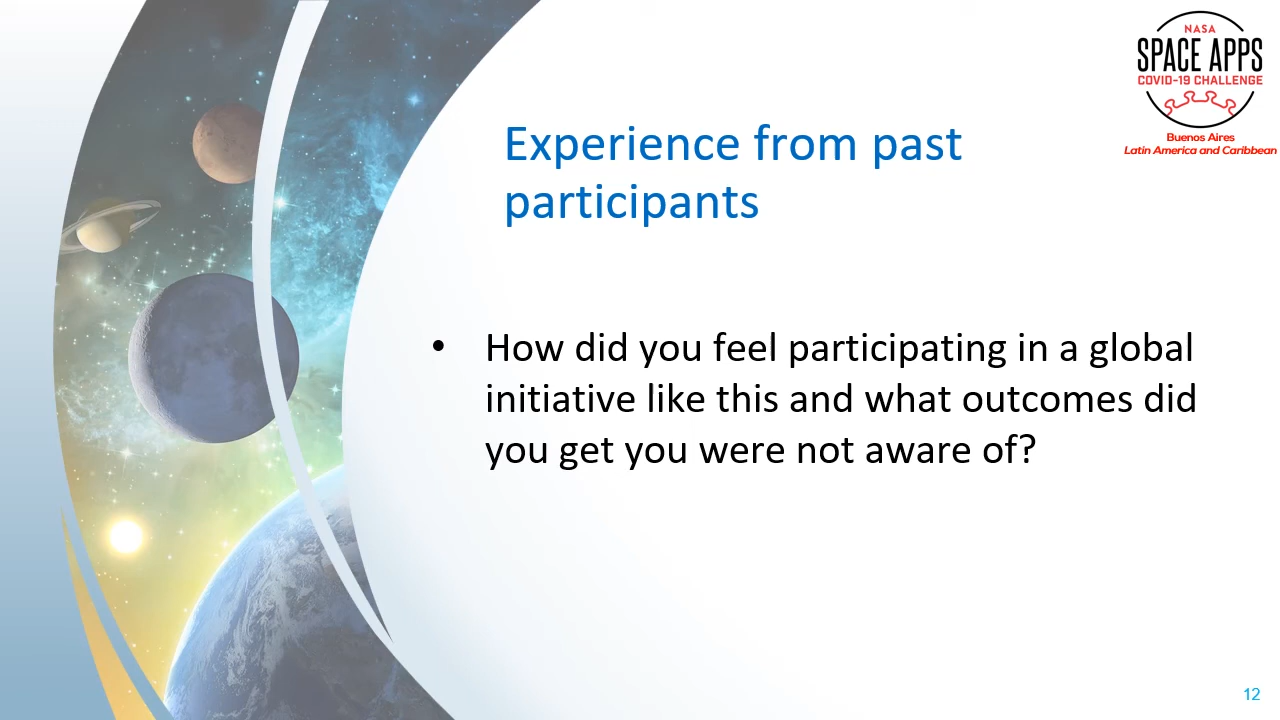 NASA
SPACE APPS
COVID-19 CHALLENGE
Buenos Aires
Latin America and Caribbean
Experience from past
participants
• How did you feel participating in a global
initiative like this and what outcomes did
you get you were not aware of?
12